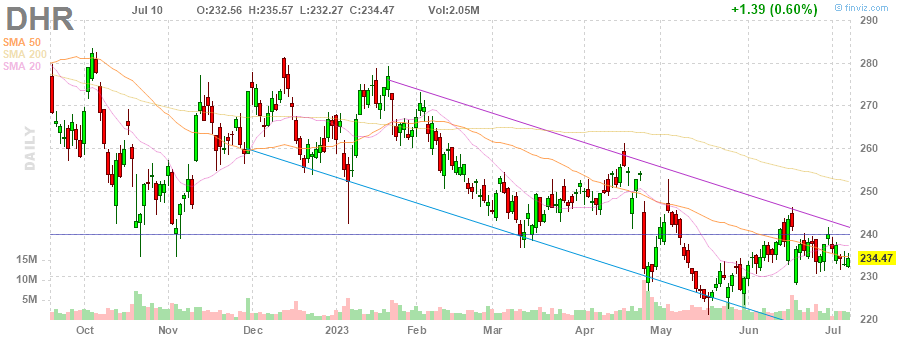 DHR
Jul 10 O:232.56 H:235.57 L:232.27 C:234.47 Vol:2.05M +1.39 (0.60%) © finviz.com
SMA 50
SMA 200
SMA 20
DAILY
290
280
270
260
250
240
234.47
230
220
15M
10M
5M
Oct Nov Dec 2023 Feb Mar Apr May Jun Jul